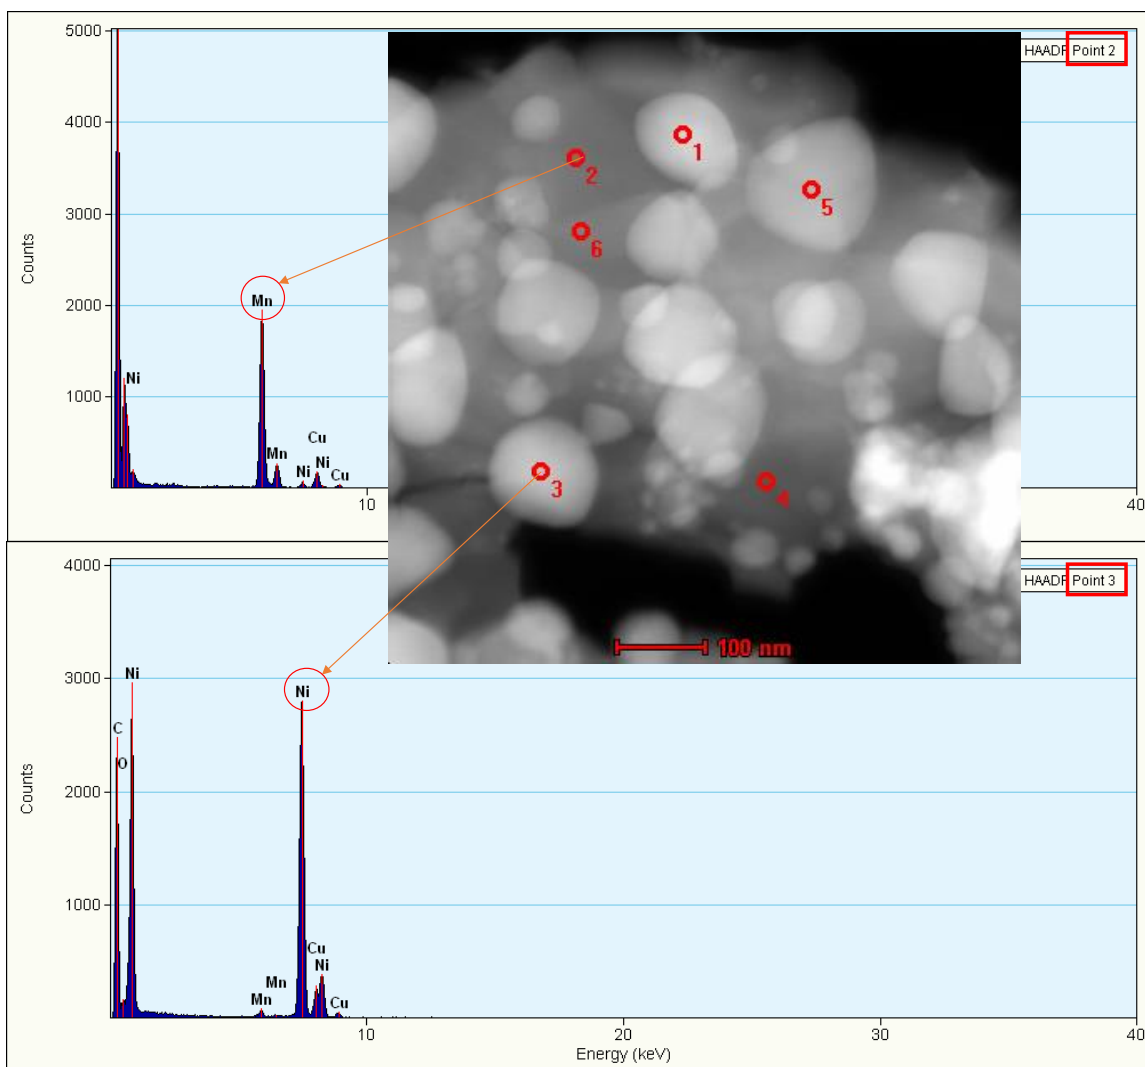 5000
HAADF Point 2
4000
3000
2000
1000
Counts
Mn
Ni
Mn
Cu
Ni
Ni
Cu
10
40
1
2
5
6
3
4
100 nm
4000
HAADF Point 3
3000
2000
1000
Counts
Ni
C
O
Ni
Cu
Mn
Ni
Mn
Cu
10
20
30
40
Energy (keV)